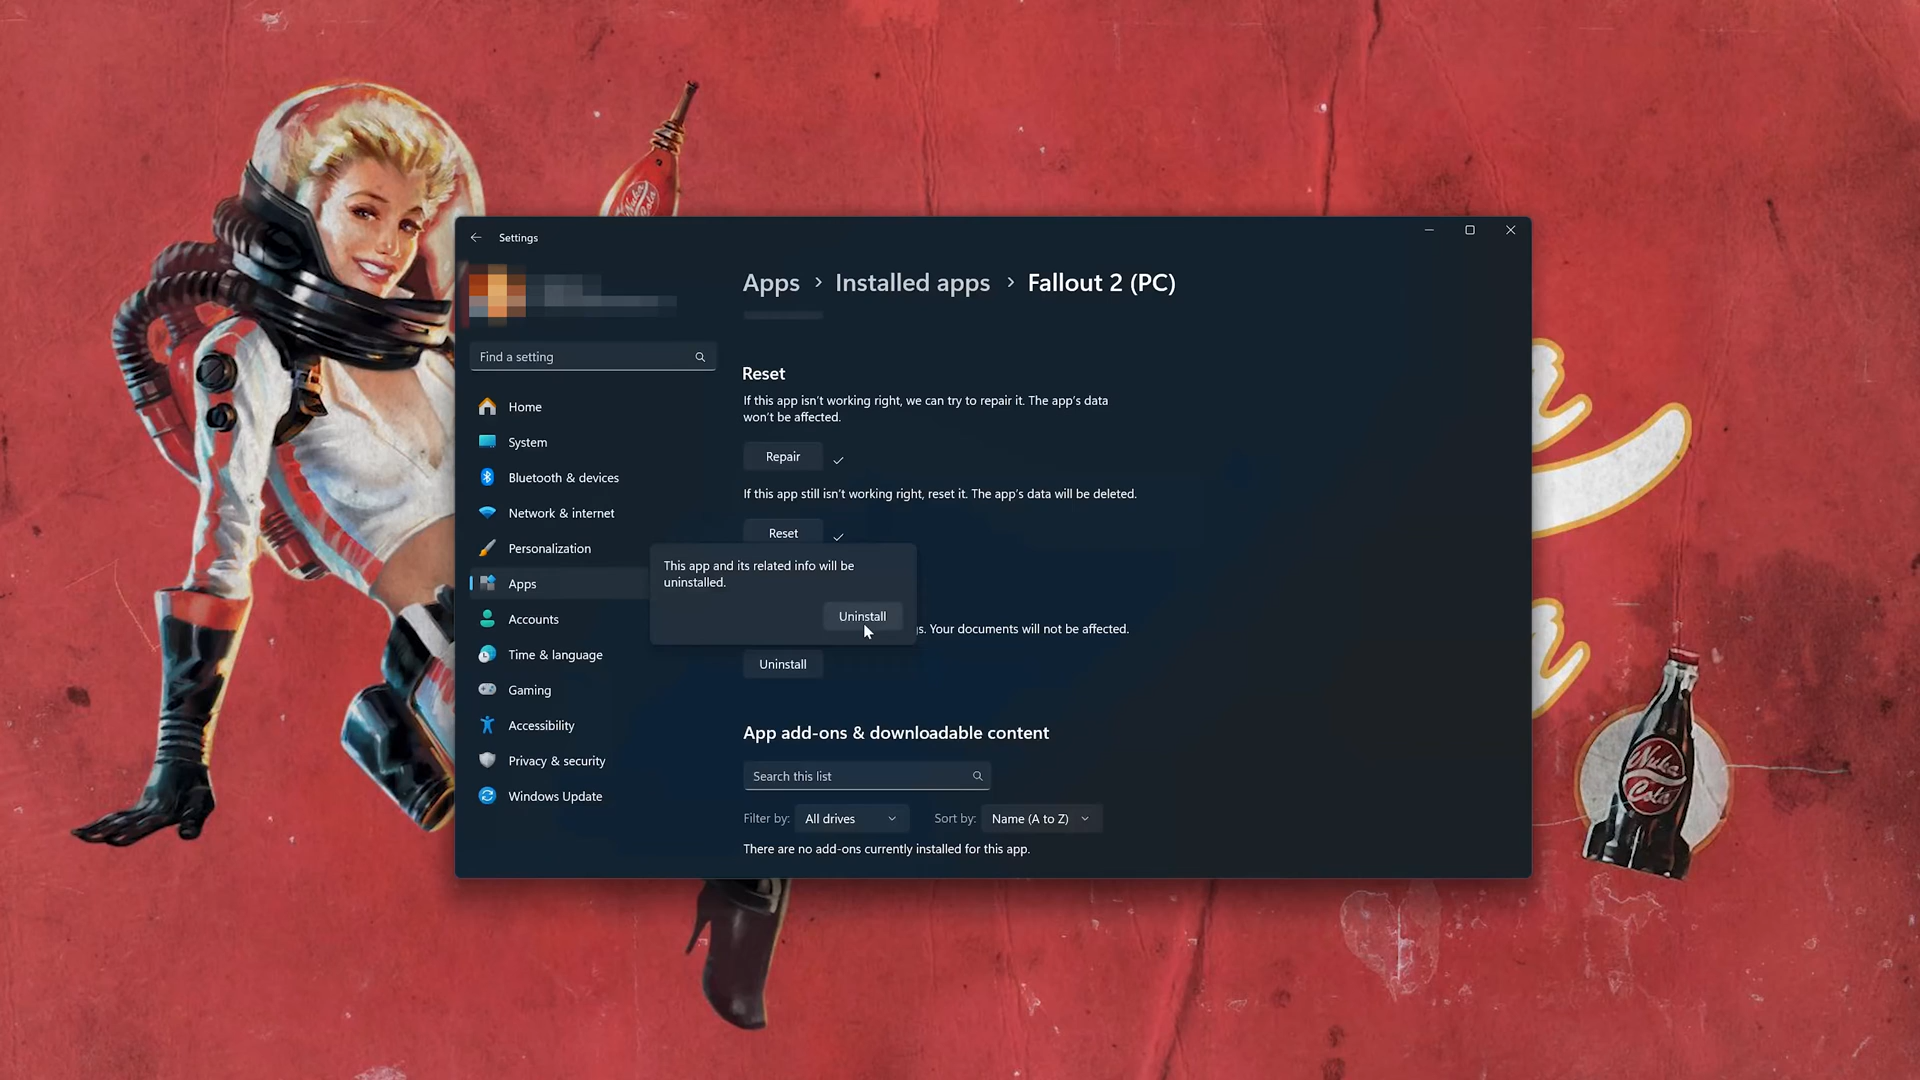 Settings
Apps > Installed apps > Fallout 2 (PC)
Find a setting
Home
System
Bluetooth & devices
Network & internet
Personalization
Apps
Accounts
Time & language
Gaming
Accessibility
Privacy & security
Windows Update
Reset
If this app isn't working right, we can try to repair it. The app's data
won't be affected.
Repair
If this app still isn't working right, reset it. The app's data will be deleted.
Reset
This app and its related info will be
uninstalled.
Uninstall
s. Your documents will not be affected.
Uninstall
App add-ons & downloadable content
Search this list
Filter by: All drives
Sort by: Name (A to Z)
There are no add-ons currently installed for this app.
Nuka
Cola
Nuka
Cola